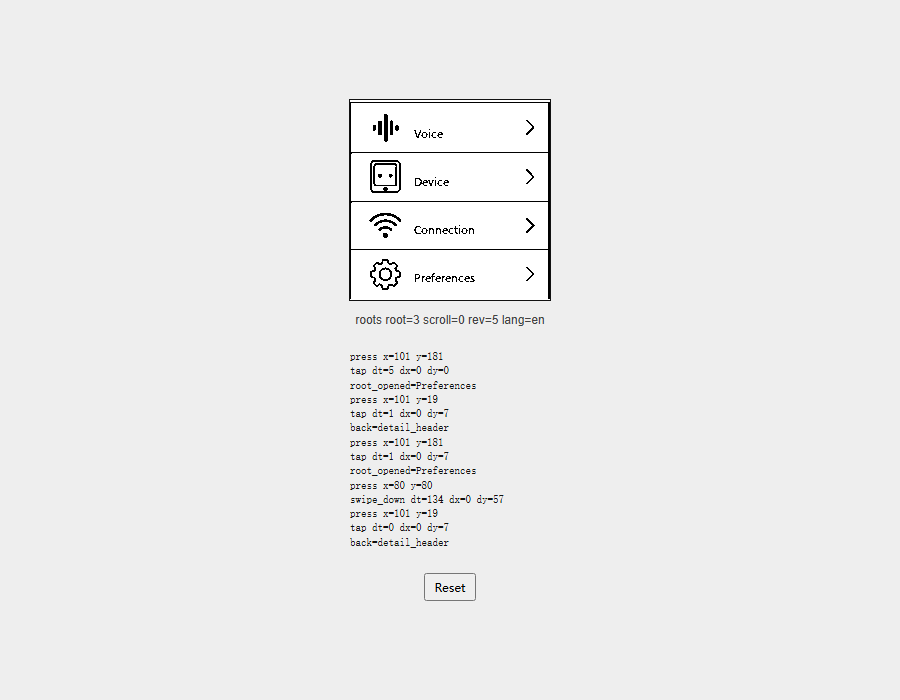 Voice
Device
Connection
Preferences
roots root=3 scroll=0 rev=5 lang=en
press x=101 y=181
tap dt=5 dx=0 dy=0
root_opened=Preferences
press x=101 y=19
tap dt=1 dx=0 dy=7
back=detail_header
press x=101 y=181
tap dt=1 dx=0 dy=7
root_opened=Preferences
press x=80 y=80
swipe_down dt=134 dx=0 dy=57
press x=101 y=19
tap dt=0 dx=0 dy=7
back=detail_header
Reset